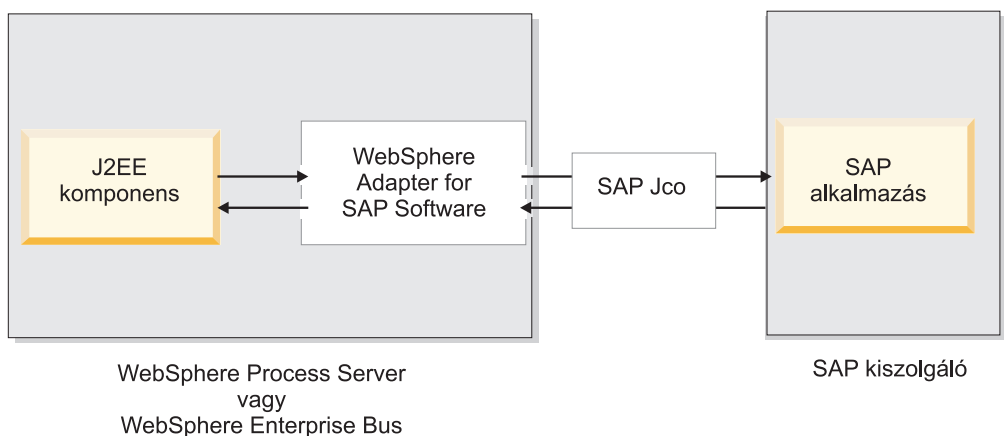 J2EE
komponens
WebSphere
Adapter for
SAP Software
SAP Jco
SAP
alkalmazás
WebSphere Process Server
vagy
WebSphere Enterprise Bus
SAP kiszolgáló